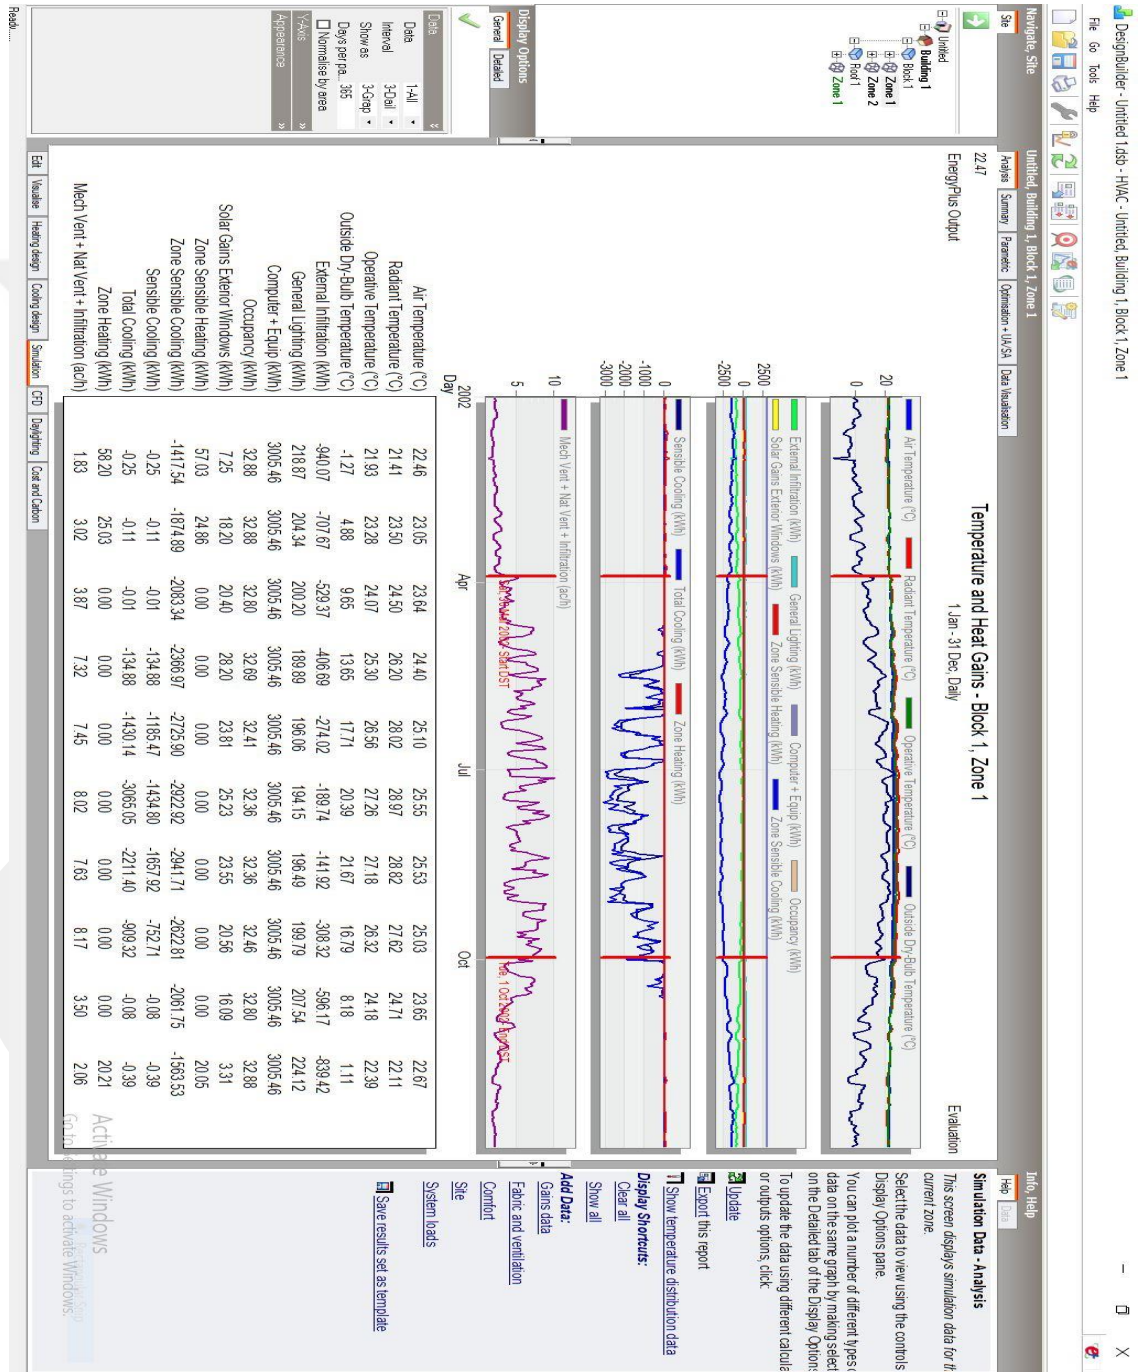 DesignBuilder - Untitled 1.dsb - HVAC - Untitled, Building 1, Block 1, Zone 1
File Go Tools Help
Navigate, Site
Site
Untitled
Building 1
Block 1
Zone 1
Zone 2
Roof 1
Zone 1
Display Options
General Detailed
Data
Data 1-All
Interval 3-Dail
Show as 3-Grap
Days per pa... 365
Normalise by area
Y-Axis
Appearance
Untitled, Building 1, Block 1, Zone 1
Analysis Summary Parametric Optimisation + UA/SA Data Visualisation
22.47
Temperature and Heat Gains - Block 1, Zone 1
EnergyPlus Output 1 Jan - 31 Dec, Daily Evaluation
Air Temperature (°C) Radiant Temperature (°C) Operative Temperature (°C) Outside Dry-Bulb Temperature (°C)
20
0
External Infiltration (kWh) General Lighting (kWh) Computer + Equip (kWh) Occupancy (kWh)
Solar Gains Exterior Windows (kWh) Zone Sensible Heating (kWh) Zone Sensible Cooling (kWh)
2500
0
-2500
Sensible Cooling (kWh) Total Cooling (kWh) Zone Heating (kWh)
0
-1000
-2000
-3000
Mech Vent + Nat Vent + Infiltration (ac/h)
10
5
Start DST
Tue, 1 Oct 2002 End DST
2002 Apr Jul Oct
Day
Air Temperature (°C) 22.46 23.05 23.64 24.40 25.10 25.55 25.53 25.03 23.65 22.67
Radiant Temperature (°C) 21.41 23.50 24.50 26.20 28.02 28.97 28.82 27.62 24.71 22.11
Operative Temperature (°C) 21.93 23.28 24.07 25.30 26.56 27.26 27.18 26.32 24.18 22.39
Outside Dry-Bulb Temperature (°C) -1.27 4.88 9.65 13.65 17.71 20.39 21.67 16.79 8.18 1.11
External Infiltration (kWh) -940.07 -707.67 -529.37 -406.69 -274.02 -189.74 -141.92 -308.32 -596.17 -839.42
General Lighting (kWh) 218.87 204.34 200.20 189.89 196.06 194.15 196.49 199.79 207.54 224.12
Computer + Equip (kWh) 3005.46 3005.46 3005.46 3005.46 3005.46 3005.46 3005.46 3005.46 3005.46 3005.46
Occupancy (kWh) 32.88 32.88 32.80 32.69 32.41 32.36 32.36 32.46 32.80 32.88
Solar Gains Exterior Windows (kWh) 7.25 18.20 20.40 28.20 23.81 25.23 23.55 20.56 16.09 3.31
Zone Sensible Heating (kWh) 57.03 24.86 0.00 0.00 0.00 0.00 0.00 0.00 0.00 20.05
Zone Sensible Cooling (kWh) -1417.54 -1874.89 -2083.34 -2368.97 -2725.90 -2922.92 -2941.71 -2622.81 -2061.75 -1563.53
Sensible Cooling (kWh) -0.25 -0.11 -0.01 -134.88 -1185.47 -1434.80 -1657.92 -752.71 -0.08 -0.39
Total Cooling (kWh) -0.25 -0.11 -0.01 -134.88 -1430.14 -3065.05 -2211.40 -909.32 -0.08 -0.39
Zone Heating (kWh) 58.20 25.03 0.00 0.00 0.00 0.00 0.00 0.00 0.00 20.21
Mech Vent + Nat Vent + Infiltration (ac/h) 1.83 3.02 3.87 7.32 7.45 8.02 7.63 8.17 3.50 2.06
Edit Visualise Heating design Cooling design Simulation CFD Daylighting Cost and Carbon
Info, Help
Help Data
Simulation Data - Analysis
This screen displays simulation data for th
current zone.
Select the data to view using the controls
Display Options pane.
You can plot a number of different types
data on the same graph by making select
on the Detailed tab of the Display Option
To update the data using different calcula
or outputs options, click:
Update
Export this report
Show temperature distribution data
Display Shortcuts:
Clear all
Show all
Add Data:
Gains data
Fabric and ventilation
Comfort
Site
System loads
Save results set as template
Activate Windows
Go to Settings to activate Windows.
Ready.....